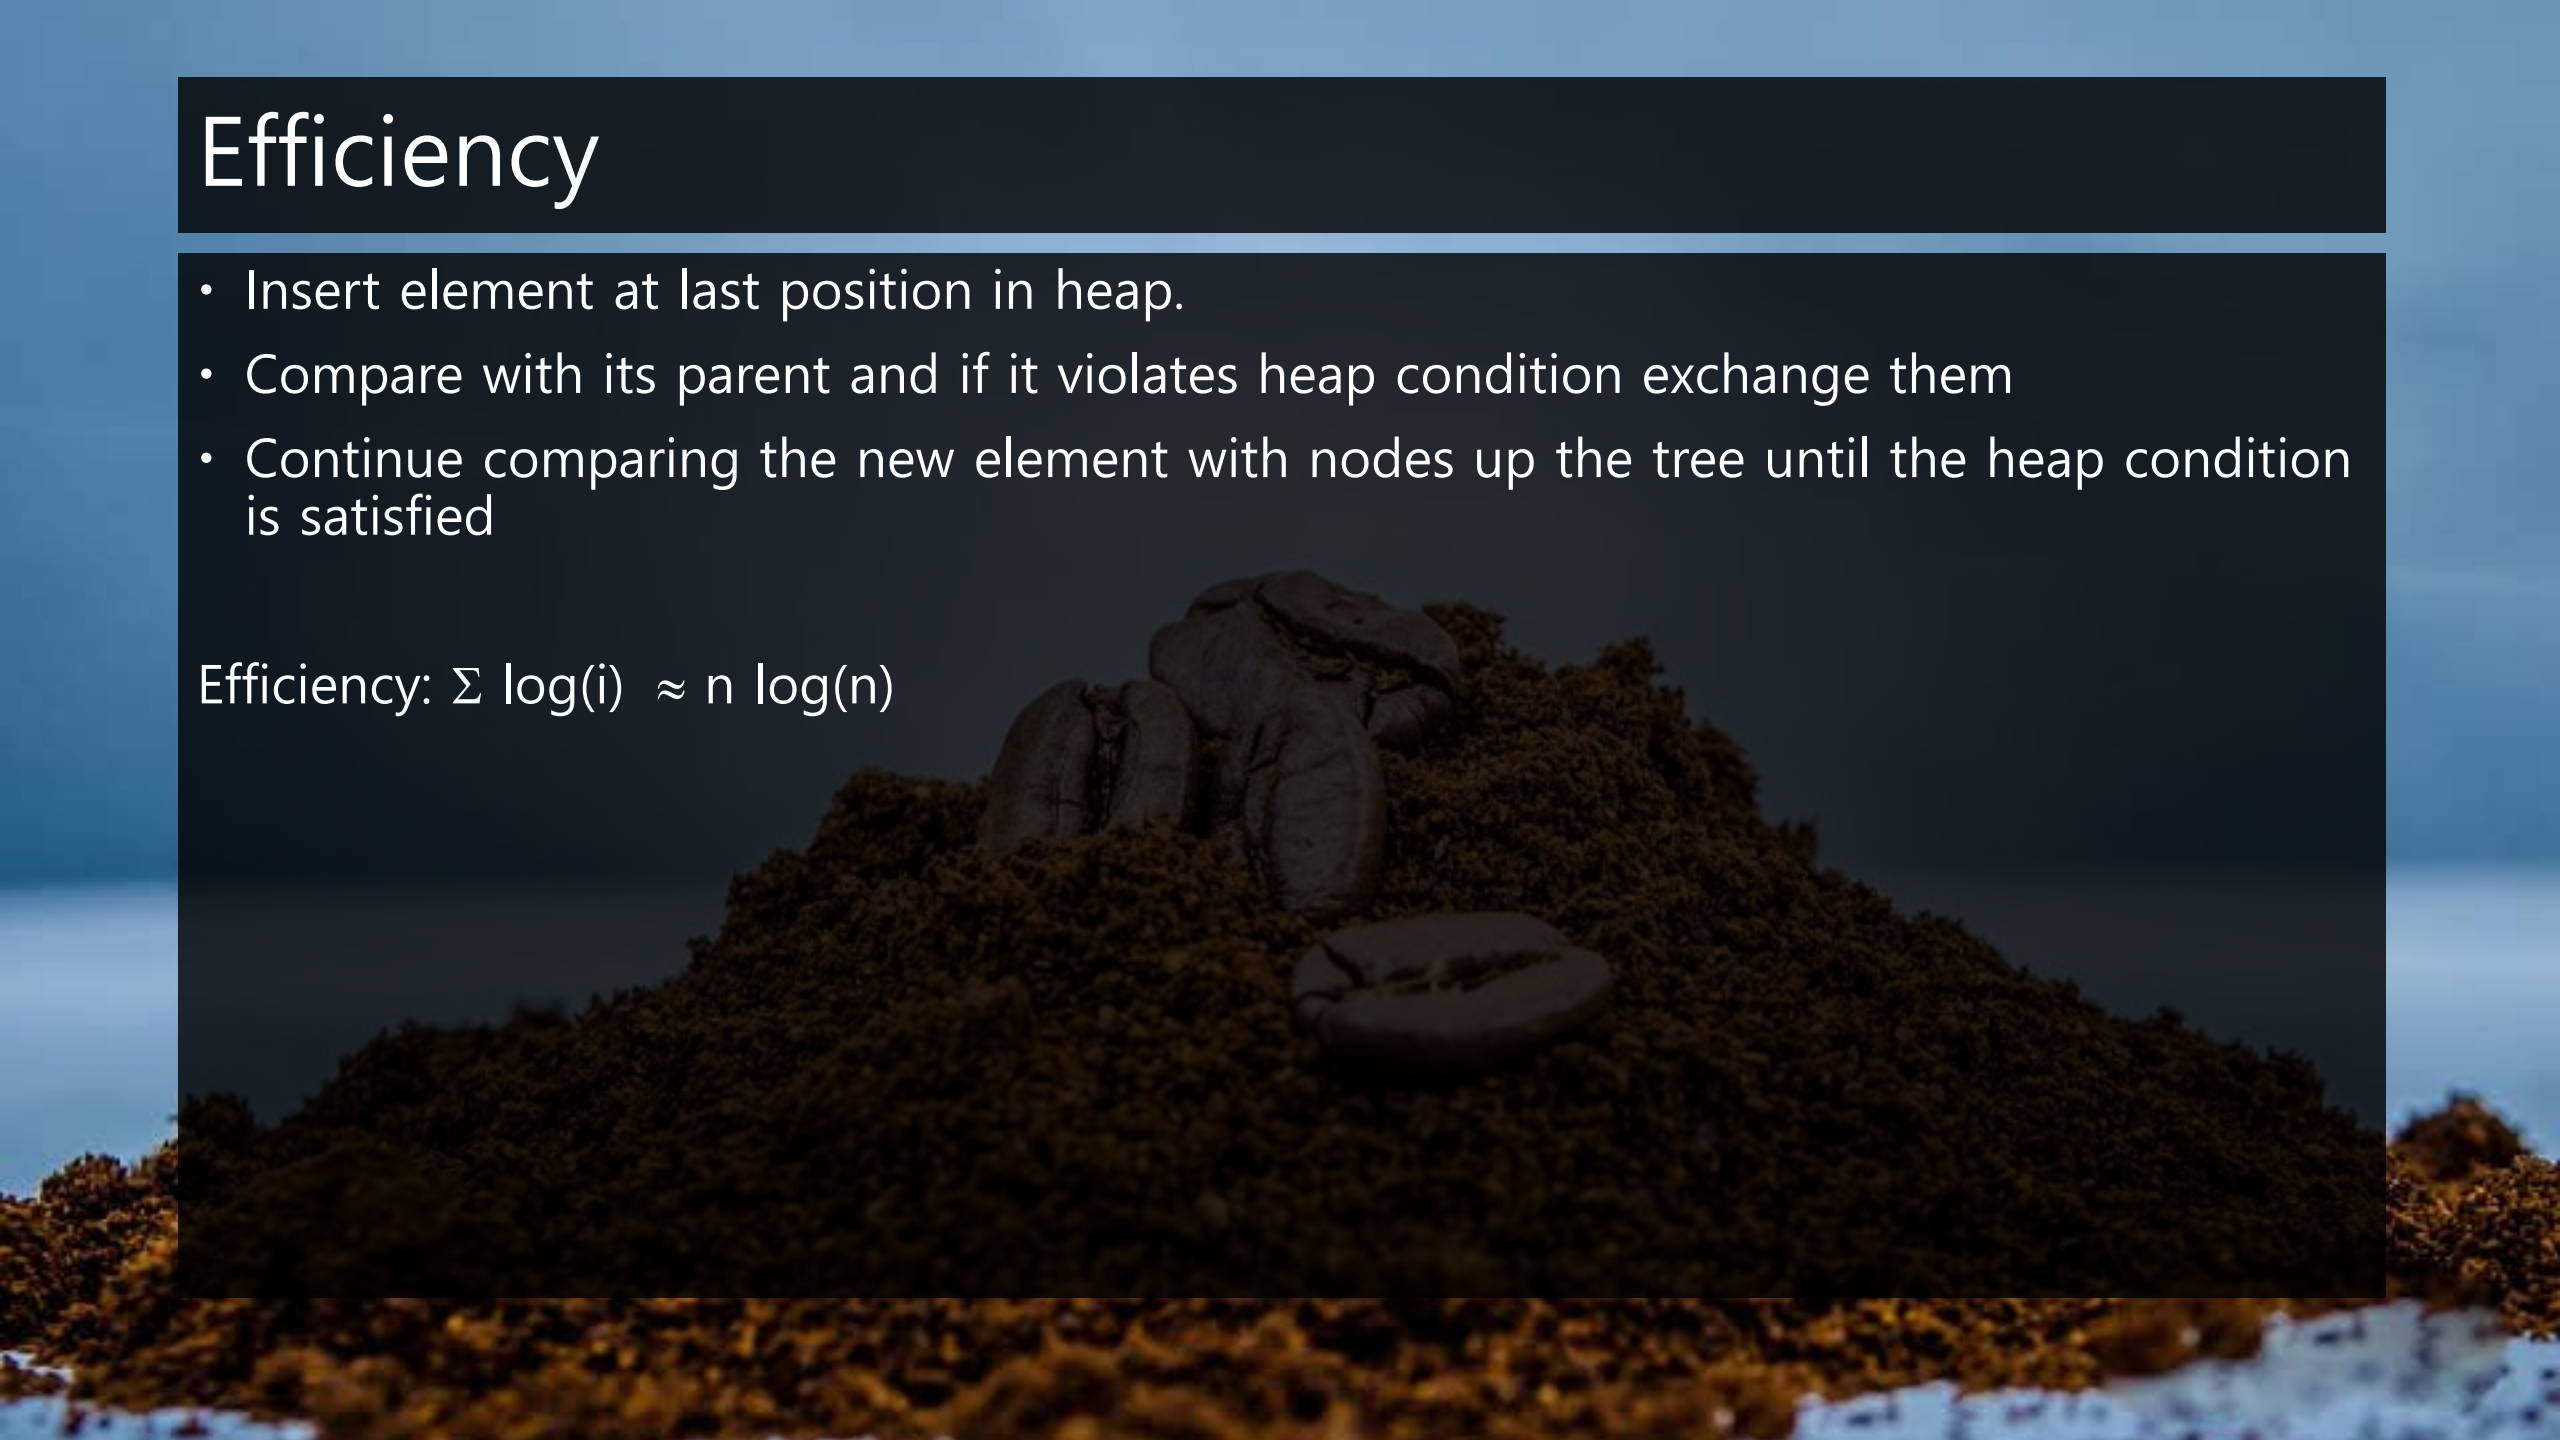 Efficiency
• Insert element at last position in heap.
• Compare with its parent and if it violates heap condition exchange them
• Continue comparing the new element with nodes up the tree until the heap condition
is satisfied
Efficiency: Σ log(i) ≈ n log(n)